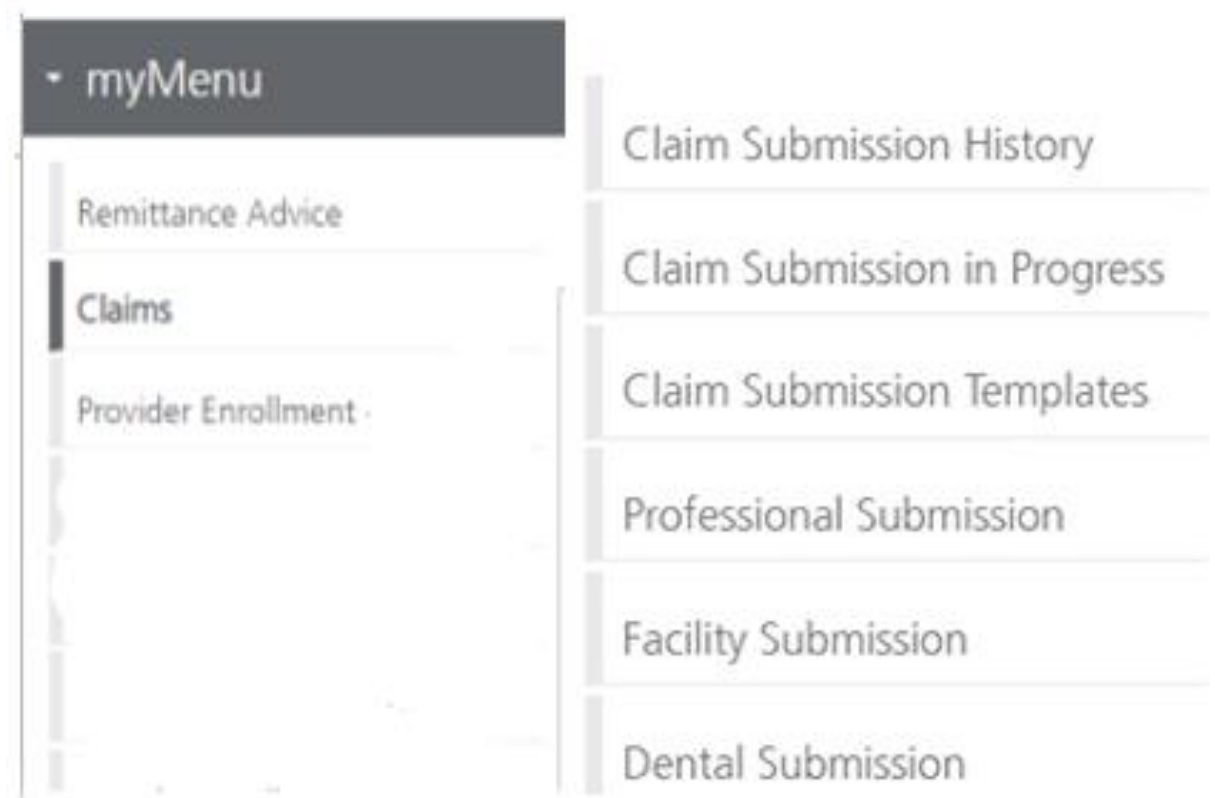 myMenu
Remittance Advice
Claims
Provider Enrollment
Claim Submission History
Claim Submission in Progress
Claim Submission Templates
Professional Submission
Facility Submission
Dental Submission